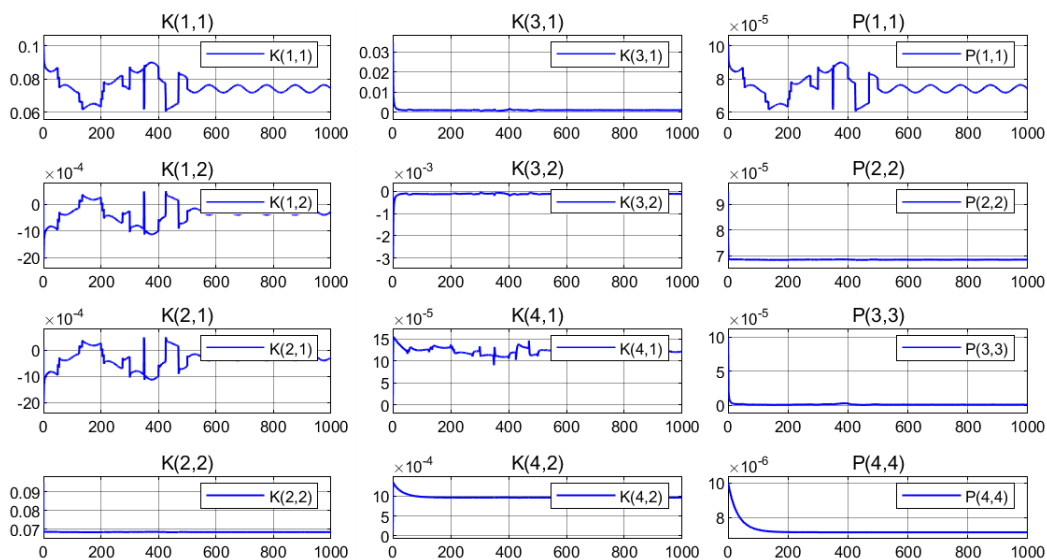 K(1,1)
0.1
0.08
0.06
K(1,1)
0 200 400 600 800 1000
K(3,1)
0.03
0.02
0.01
0
K(3,1)
0 200 400 600 800 1000
P(1,1)
×10⁻⁵
10
8
6
P(1,1)
0 200 400 600 800 1000
K(1,2)
×10⁻⁴
0
-10
-20
K(1,2)
0 200 400 600 800 1000
K(3,2)
×10⁻³
0
-1
-2
-3
K(3,2)
0 200 400 600 800 1000
P(2,2)
×10⁻⁵
9
8
7
P(2,2)
0 200 400 600 800 1000
K(2,1)
×10⁻⁴
0
-10
-20
K(2,1)
0 200 400 600 800 1000
K(4,1)
×10⁻⁵
15
10
5
0
K(4,1)
0 200 400 600 800 1000
P(3,3)
×10⁻⁵
10
5
0
P(3,3)
0 200 400 600 800 1000
K(2,2)
0.09
0.08
0.07
K(2,2)
0 200 400 600 800 1000
K(4,2)
×10⁻⁴
10
5
0
K(4,2)
0 200 400 600 800 1000
P(4,4)
×10⁻⁶
8
P(4,4)
0 200 400 600 800 1000